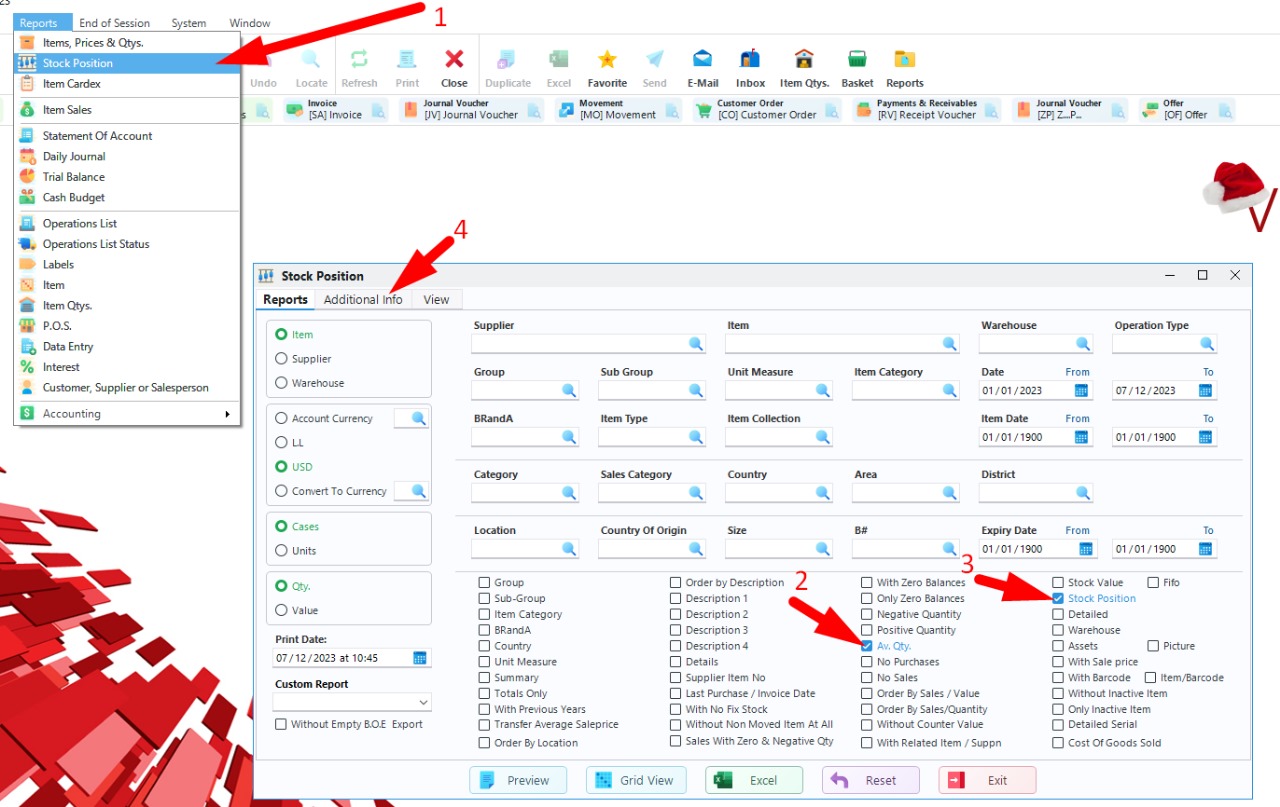 23
Reports End of Session System Window
1
Items, Prices & Qtys.
Stock Position
Item Cardex
Item Sales
Statement Of Account
Daily Journal
Trial Balance
Cash Budget
Operations List
Operations List Status
Labels
Item
Item Qtys.
P.O.S.
Data Entry
Interest
Customer, Supplier or Salesperson
Accounting
Undo Locate Refresh Print Close Duplicate Excel Favorite Send E-Mail Inbox Item Qtys. Basket Reports
s
Invoice
[SA] Invoice
Journal Voucher
[JV] Journal Voucher
Movement
[MO] Movement
Customer Order
[CO] Customer Order
Payments & Receivables
[RV] Receipt Voucher
Journal Voucher
[ZP] Z...P...
Offer
[OF] Offer
V
4
Stock Position
Reports Additional Info View
Item
Supplier
Warehouse
Account Currency
LL
USD
Convert To Currency
Cases
Units
Qty.
Value
Print Date:
07/12/2023 at 10:45
Custom Report
Without Empty B.O.E Export
Supplier Item Warehouse Operation Type
Group Sub Group Unit Measure Item Category Date From To
01/01/2023 07/12/2023
BRandA Item Type Item Collection Item Date From To
01/01/1900 01/01/1900
Category Sales Category Country Area District
Location Country Of Origin Size B# Expiry Date From To
01/01/1900 01/01/1900
2
3
Group
Sub-Group
Item Category
BRandA
Country
Unit Measure
Summary
Totals Only
With Previous Years
Transfer Average Saleprice
Order By Location
Order by Description
Description 1
Description 2
Description 3
Description 4
Details
Supplier Item No
Last Purchase / Invoice Date
With No Fix Stock
Without Non Moved Item At All
Sales With Zero & Negative Qty
With Zero Balances
Only Zero Balances
Negative Quantity
Positive Quantity
Av. Qty.
No Purchases
No Sales
Order By Sales / Value
Order By Sales/Quantity
Without Counter Value
With Related Item / Suppn
Stock Value Fifo
Stock Position
Detailed
Warehouse
Assets Picture
With Sale price
With Barcode Item/Barcode
Without Inactive Item
Only Inactive Item
Detailed Serial
Cost Of Goods Sold
Preview Grid View Excel Reset Exit